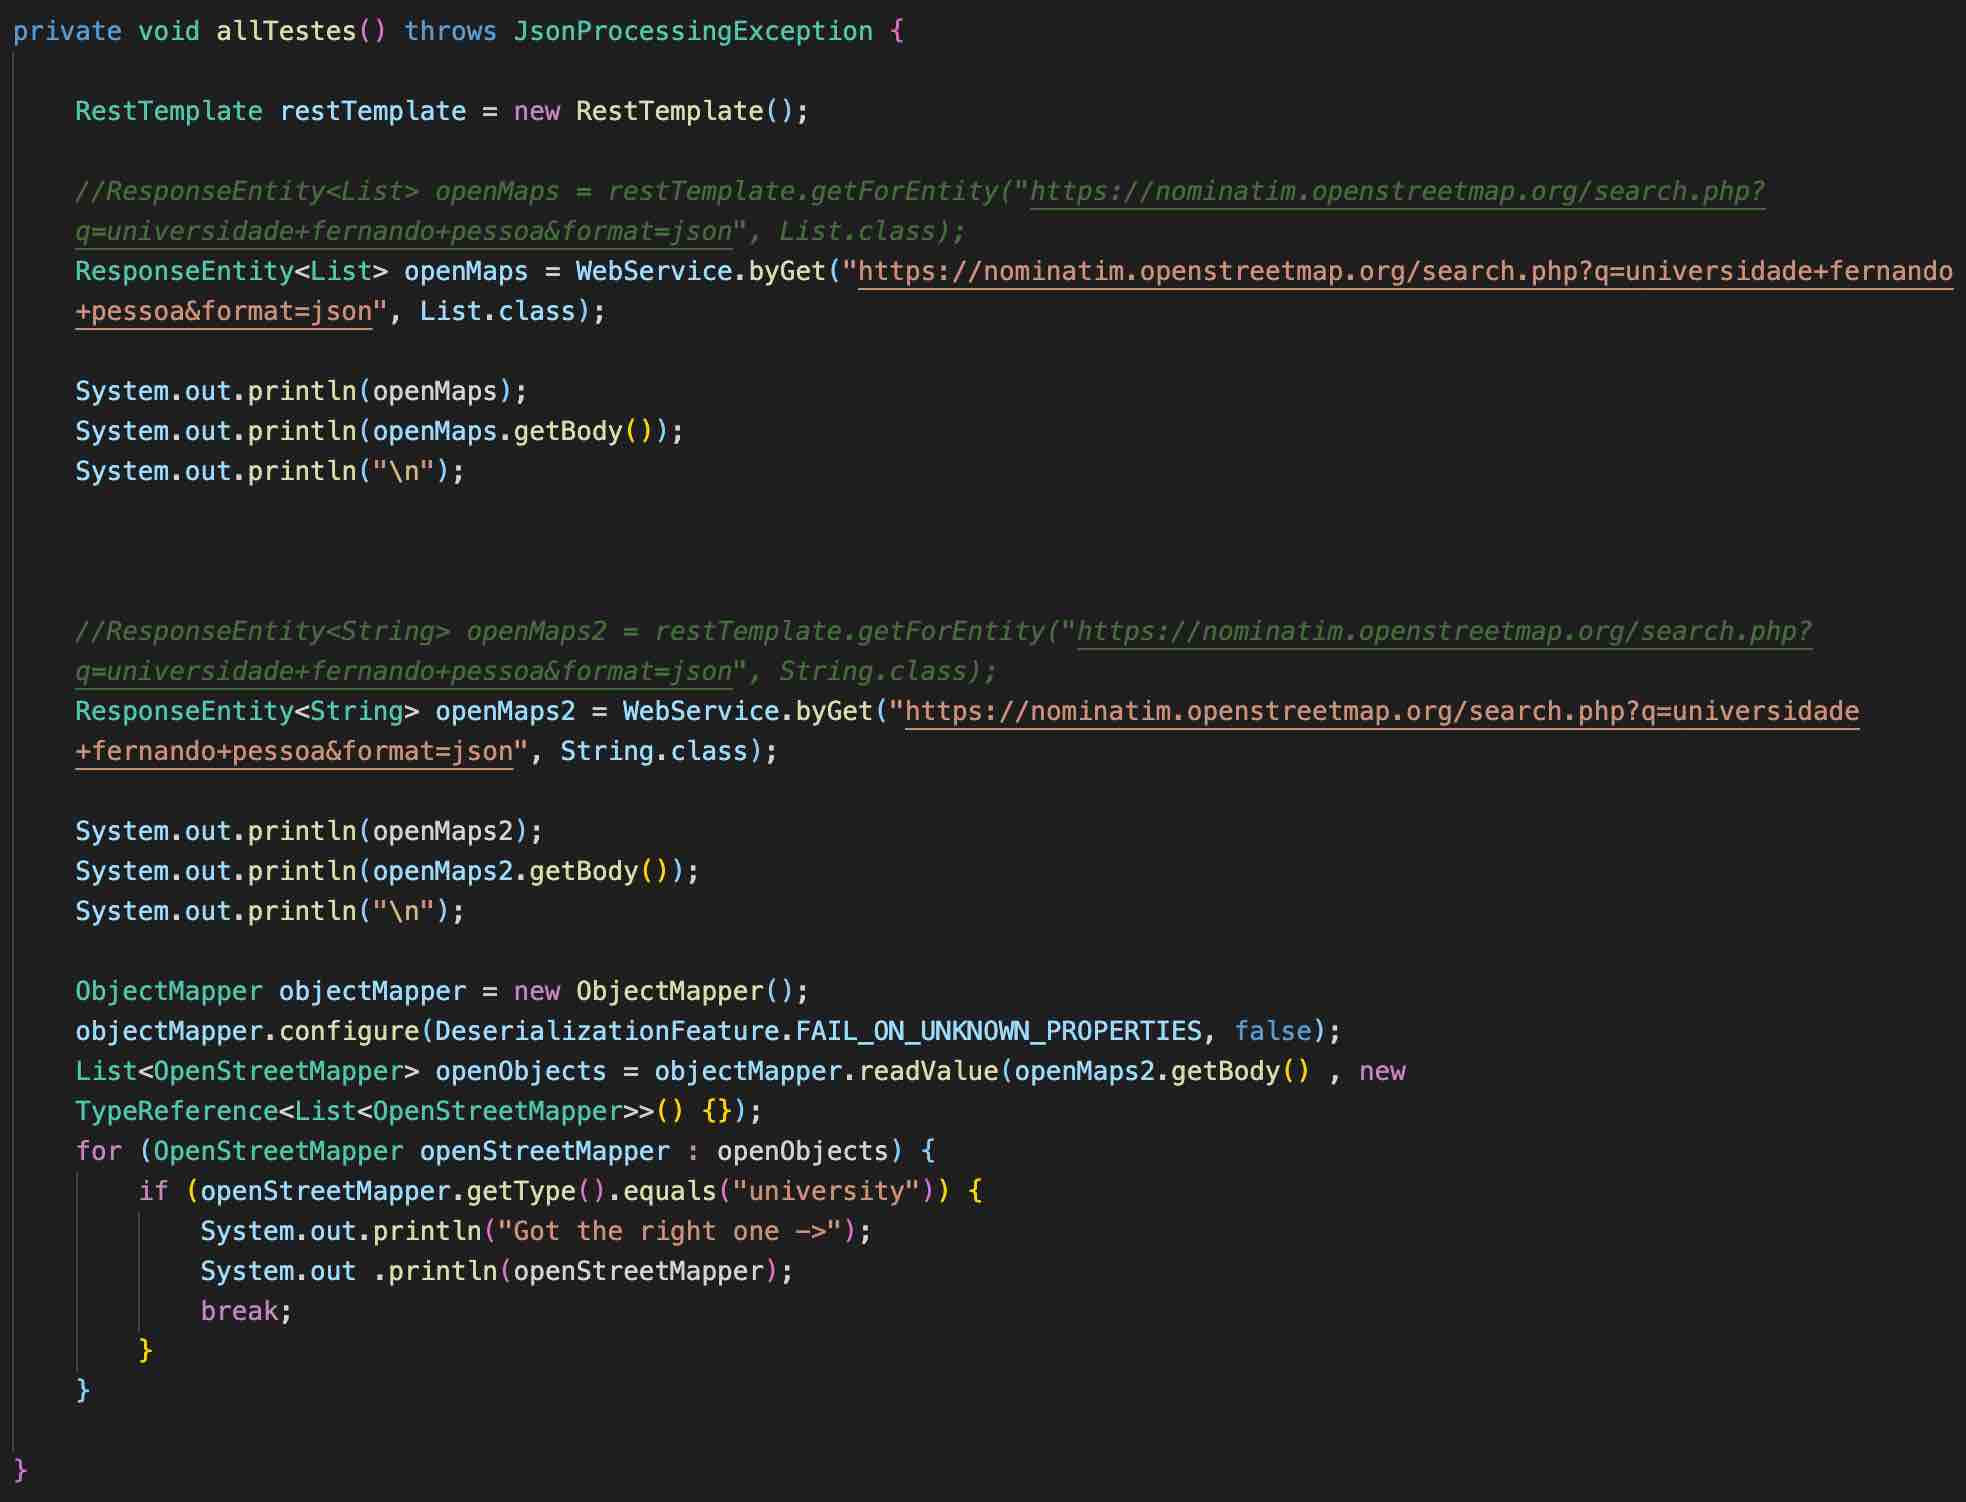 private void allTestes() throws JsonProcessingException {
RestTemplate restTemplate = new RestTemplate();
//ResponseEntity<List> openMaps = restTemplate.getForEntity("https://nominatim.openstreetmap.org/search.php?
q=universidade+fernando+pessoa&format=json", List.class);
ResponseEntity<List> openMaps = WebService.byGet("https://nominatim.openstreetmap.org/search.php?q=universidade+fernando
+pessoa&format=json", List.class);
System.out.println(openMaps);
System.out.println(openMaps.getBody());
System.out.println("\n");
//ResponseEntity<String> openMaps2 = restTemplate.getForEntity("https://nominatim.openstreetmap.org/search.php?
q=universidade+fernando+pessoa&format=json", String.class);
ResponseEntity<String> openMaps2 = WebService.byGet("https://nominatim.openstreetmap.org/search.php?q=universidade
+fernando+pessoa&format=json", String.class);
System.out.println(openMaps2);
System.out.println(openMaps2.getBody());
System.out.println("\n");
ObjectMapper objectMapper = new ObjectMapper();
objectMapper.configure(DeserializationFeature.FAIL_ON_UNKNOWN_PROPERTIES, false);
List<OpenStreetMapper> openObjects = objectMapper.readValue(openMaps2.getBody() , new
TypeReference<List<OpenStreetMapper>>() {});
for (OpenStreetMapper openStreetMapper : openObjects) {
if (openStreetMapper.getType().equals("university")) {
System.out.println("Got the right one ->");
System.out .println(openStreetMapper);
break;
}
}
}